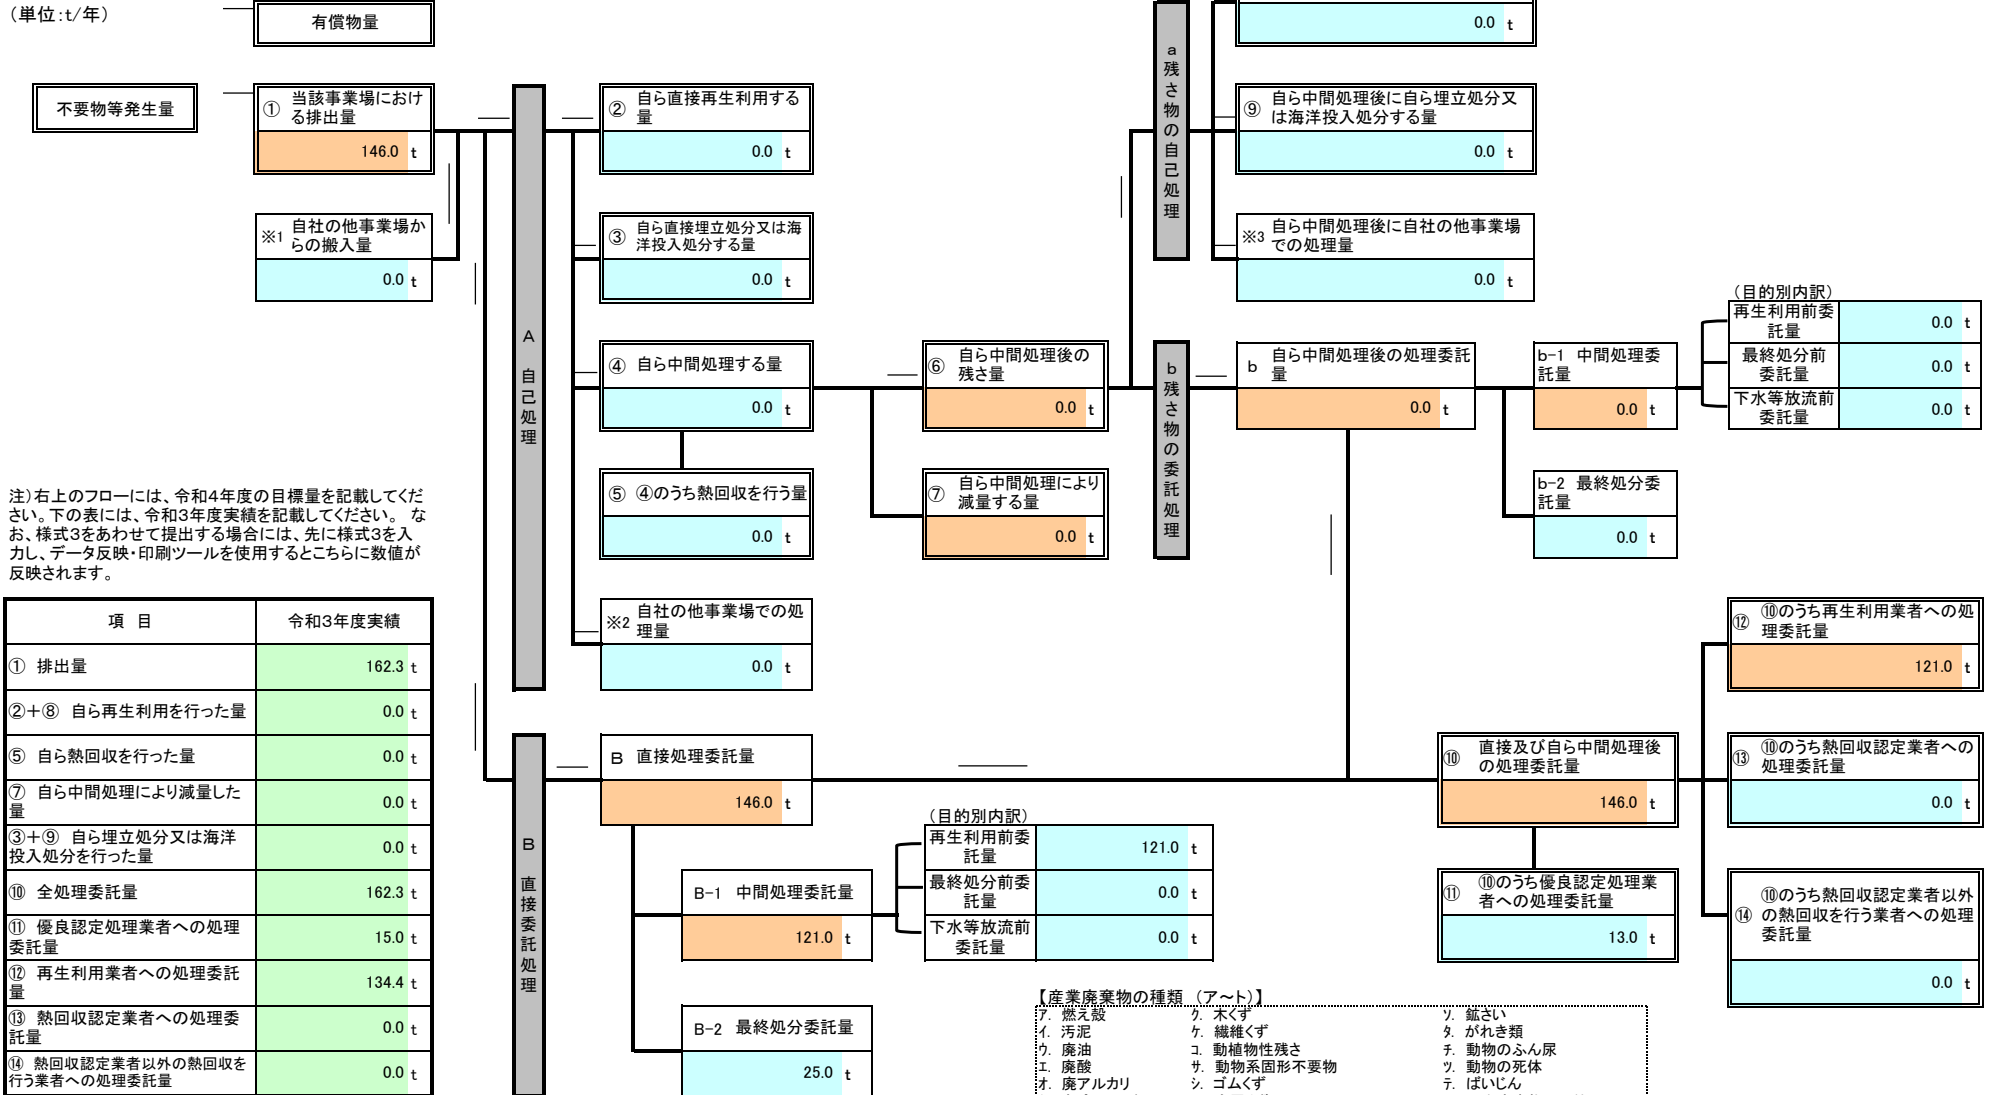 （単位：t/年）
有償物量
不要物等発生量
① 当該事業場におけ
る排出量
146.0 t
※1 自社の他事業場か
らの搬入量
0.0 t
A 自己処理
② 自ら直接再生利用する
量
0.0 t
③ 自ら直接埋立処分又は海
洋投入処分する量
0.0 t
④ 自ら中間処理する量
0.0 t
⑤ ④のうち熱回収を行う量
0.0 t
※2 自社の他事業場での処
理量
0.0 t
⑥ 自ら中間処理後の
残さ量
0.0 t
⑦ 自ら中間処理により
減量する量
0.0 t
a 残さ物の自己処理
0.0 t
⑨ 自ら中間処理後に自ら埋立処分又
は海洋投入処分する量
0.0 t
※3 自ら中間処理後に自社の他事業場
での処理量
0.0 t
b 残さ物の委託処理
b 自ら中間処理後の処理委託
量
0.0 t
b-1 中間処理委
託量
0.0 t
b-2 最終処分委
託量
0.0 t
（目的別内訳）
再生利用前委
託量
0.0 t
最終処分前
委託量
0.0 t
下水等放流前
委託量
0.0 t
注）右上のフローには、令和4年度の目標量を記載してくだ
さい。下の表には、令和3年度実績を記載してください。 な
お、様式3をあわせて提出する場合には、先に様式3を入
力し、データ反映・印刷ツールを使用するとこちらに数値が
反映されます。
項 目 令和3年度実績
① 排出量 162.3 t
②＋⑧ 自ら再生利用を行った量 0.0 t
⑤ 自ら熱回収を行った量 0.0 t
⑦ 自ら中間処理により減量した
量 0.0 t
③＋⑨ 自ら埋立処分又は海洋
投入処分を行った量 0.0 t
⑩ 全処理委託量 162.3 t
⑪ 優良認定処理業者への処理
委託量 15.0 t
⑫ 再生利用業者への処理委託
量 134.4 t
⑬ 熱回収認定業者への処理委
託量 0.0 t
⑭ 熱回収認定業者以外の熱回収を
行う業者への処理委託量 0.0 t
B 直接委託処理
B 直接処理委託量
146.0 t
B-1 中間処理委託量
121.0 t
B-2 最終処分委託量
25.0 t
（目的別内訳）
再生利用前委
託量
121.0 t
最終処分前委
託量
0.0 t
下水等放流前
委託量
0.0 t
⑩ 直接及び自ら中間処理後
の処理委託量
146.0 t
⑪ ⑩のうち優良認定処理業
者への処理委託量
13.0 t
⑫ ⑩のうち再生利用業者への処
理委託量
121.0 t
⑬ ⑩のうち熱回収認定業者への
処理委託量
0.0 t
⑭ ⑩のうち熱回収認定業者以外
の熱回収を行う業者への処理
委託量
0.0 t
【産業廃棄物の種類 （ア～ト）】
ア. 燃え殻 ク. 木くず ソ. 鉱さい
イ. 汚泥 ケ. 繊維くず タ. がれき類
ウ. 廃油 コ. 動植物性残さ チ. 動物のふん尿
エ. 廃酸 サ. 動物系固形不要物 ツ. 動物の死体
オ. 廃アルカリ シ. ゴムくず テ. ばいじん